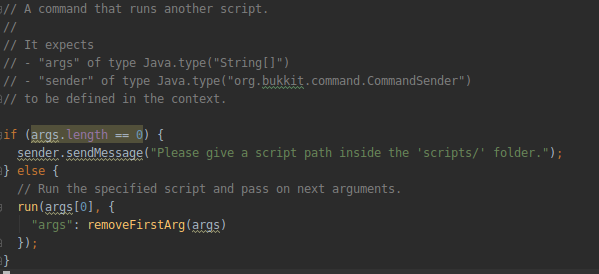 // A command that runs another script.
//
// It expects
// - "args" of type Java.type("String[]")
// - "sender" of type Java.type("org.bukkit.command.CommandSender")
// to be defined in the context.
if (args.length == 0) {
sender.sendMessage("Please give a script path inside the 'scripts/' folder.");
} else {
// Run the specified script and pass on next arguments.
run(args[0], {
"args": removeFirstArg(args)
});
}